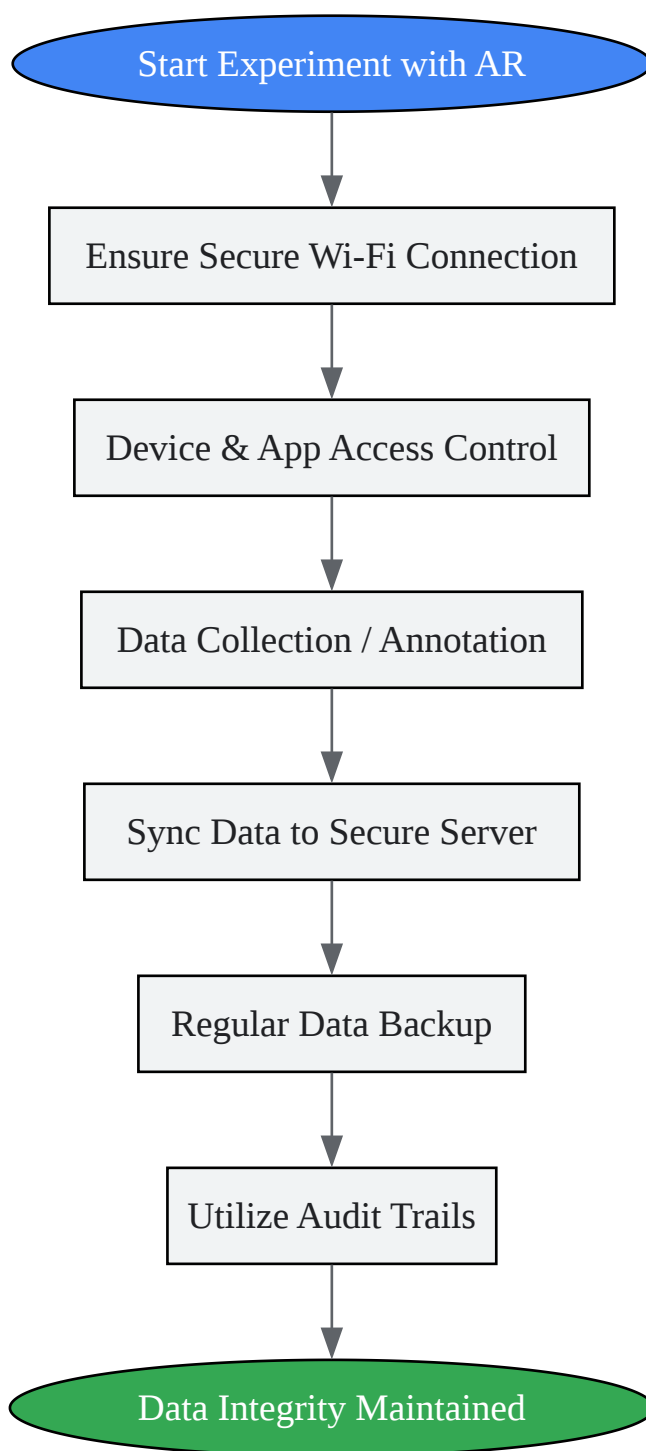 Start Experiment with AR
Ensure Secure Wi-Fi Connection
Device & App Access Control
Data Collection / Annotation
Sync Data to Secure Server
Regular Data Backup
Utilize Audit Trails
Data Integrity Maintained